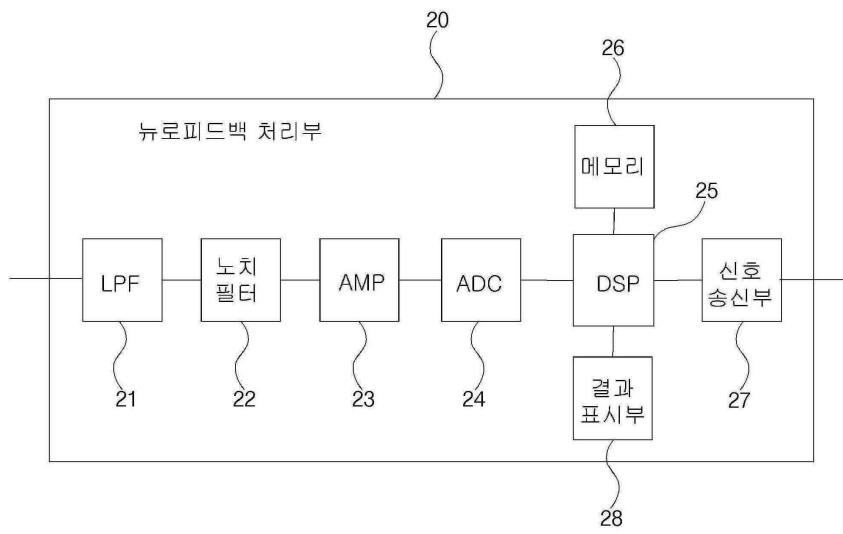 20
26
뉴로피드백 처리부
메모리
25
LPF
노치
필터
AMP
ADC
DSP
신호
송신부
21
22
23
24
결과
표시부
27
28